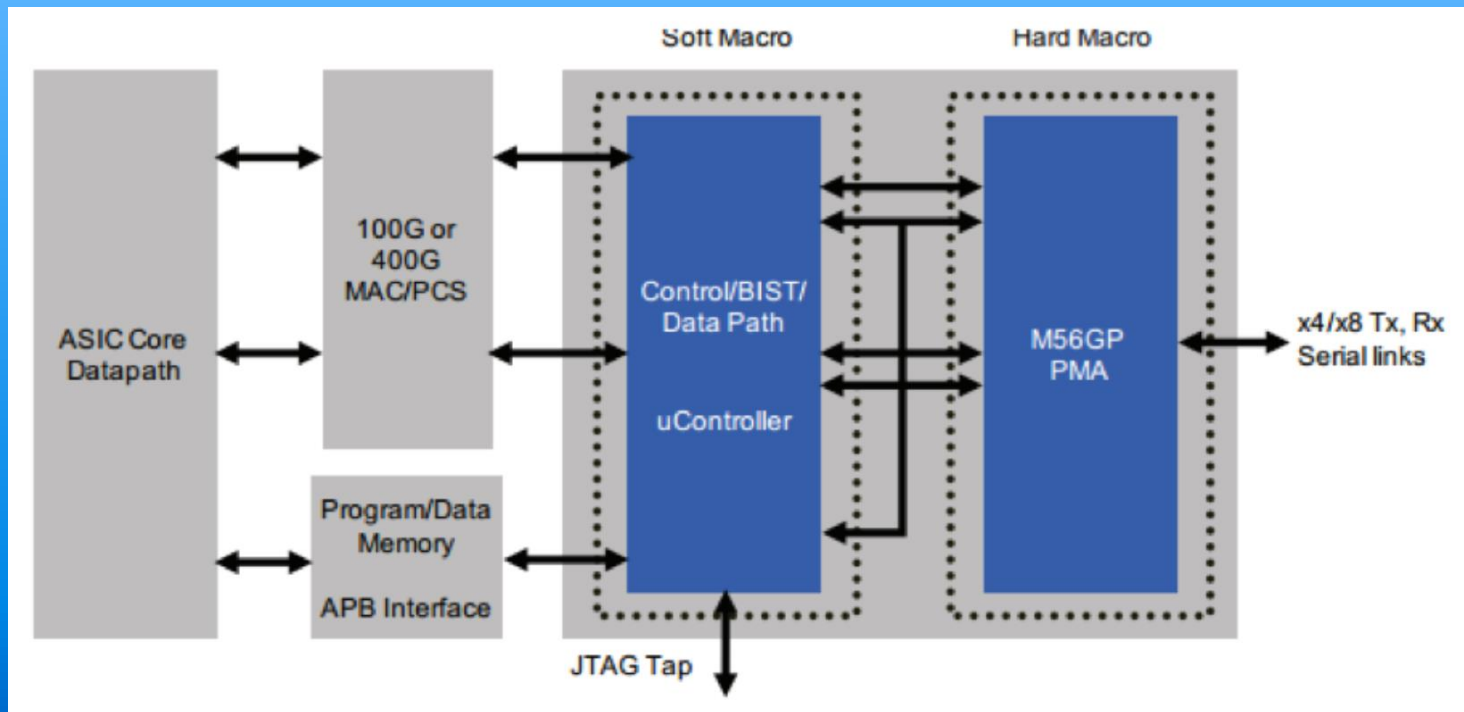 Soft Macro
Hard Macro
ASIC Core
Datapath
100G or
400G
MAC/PCS
Program/Data
Memory
APB Interface
Control/BIST/
Data Path
uController
M56GP
PMA
x4/x8 Tx, Rx
Serial links
JTAG Tap